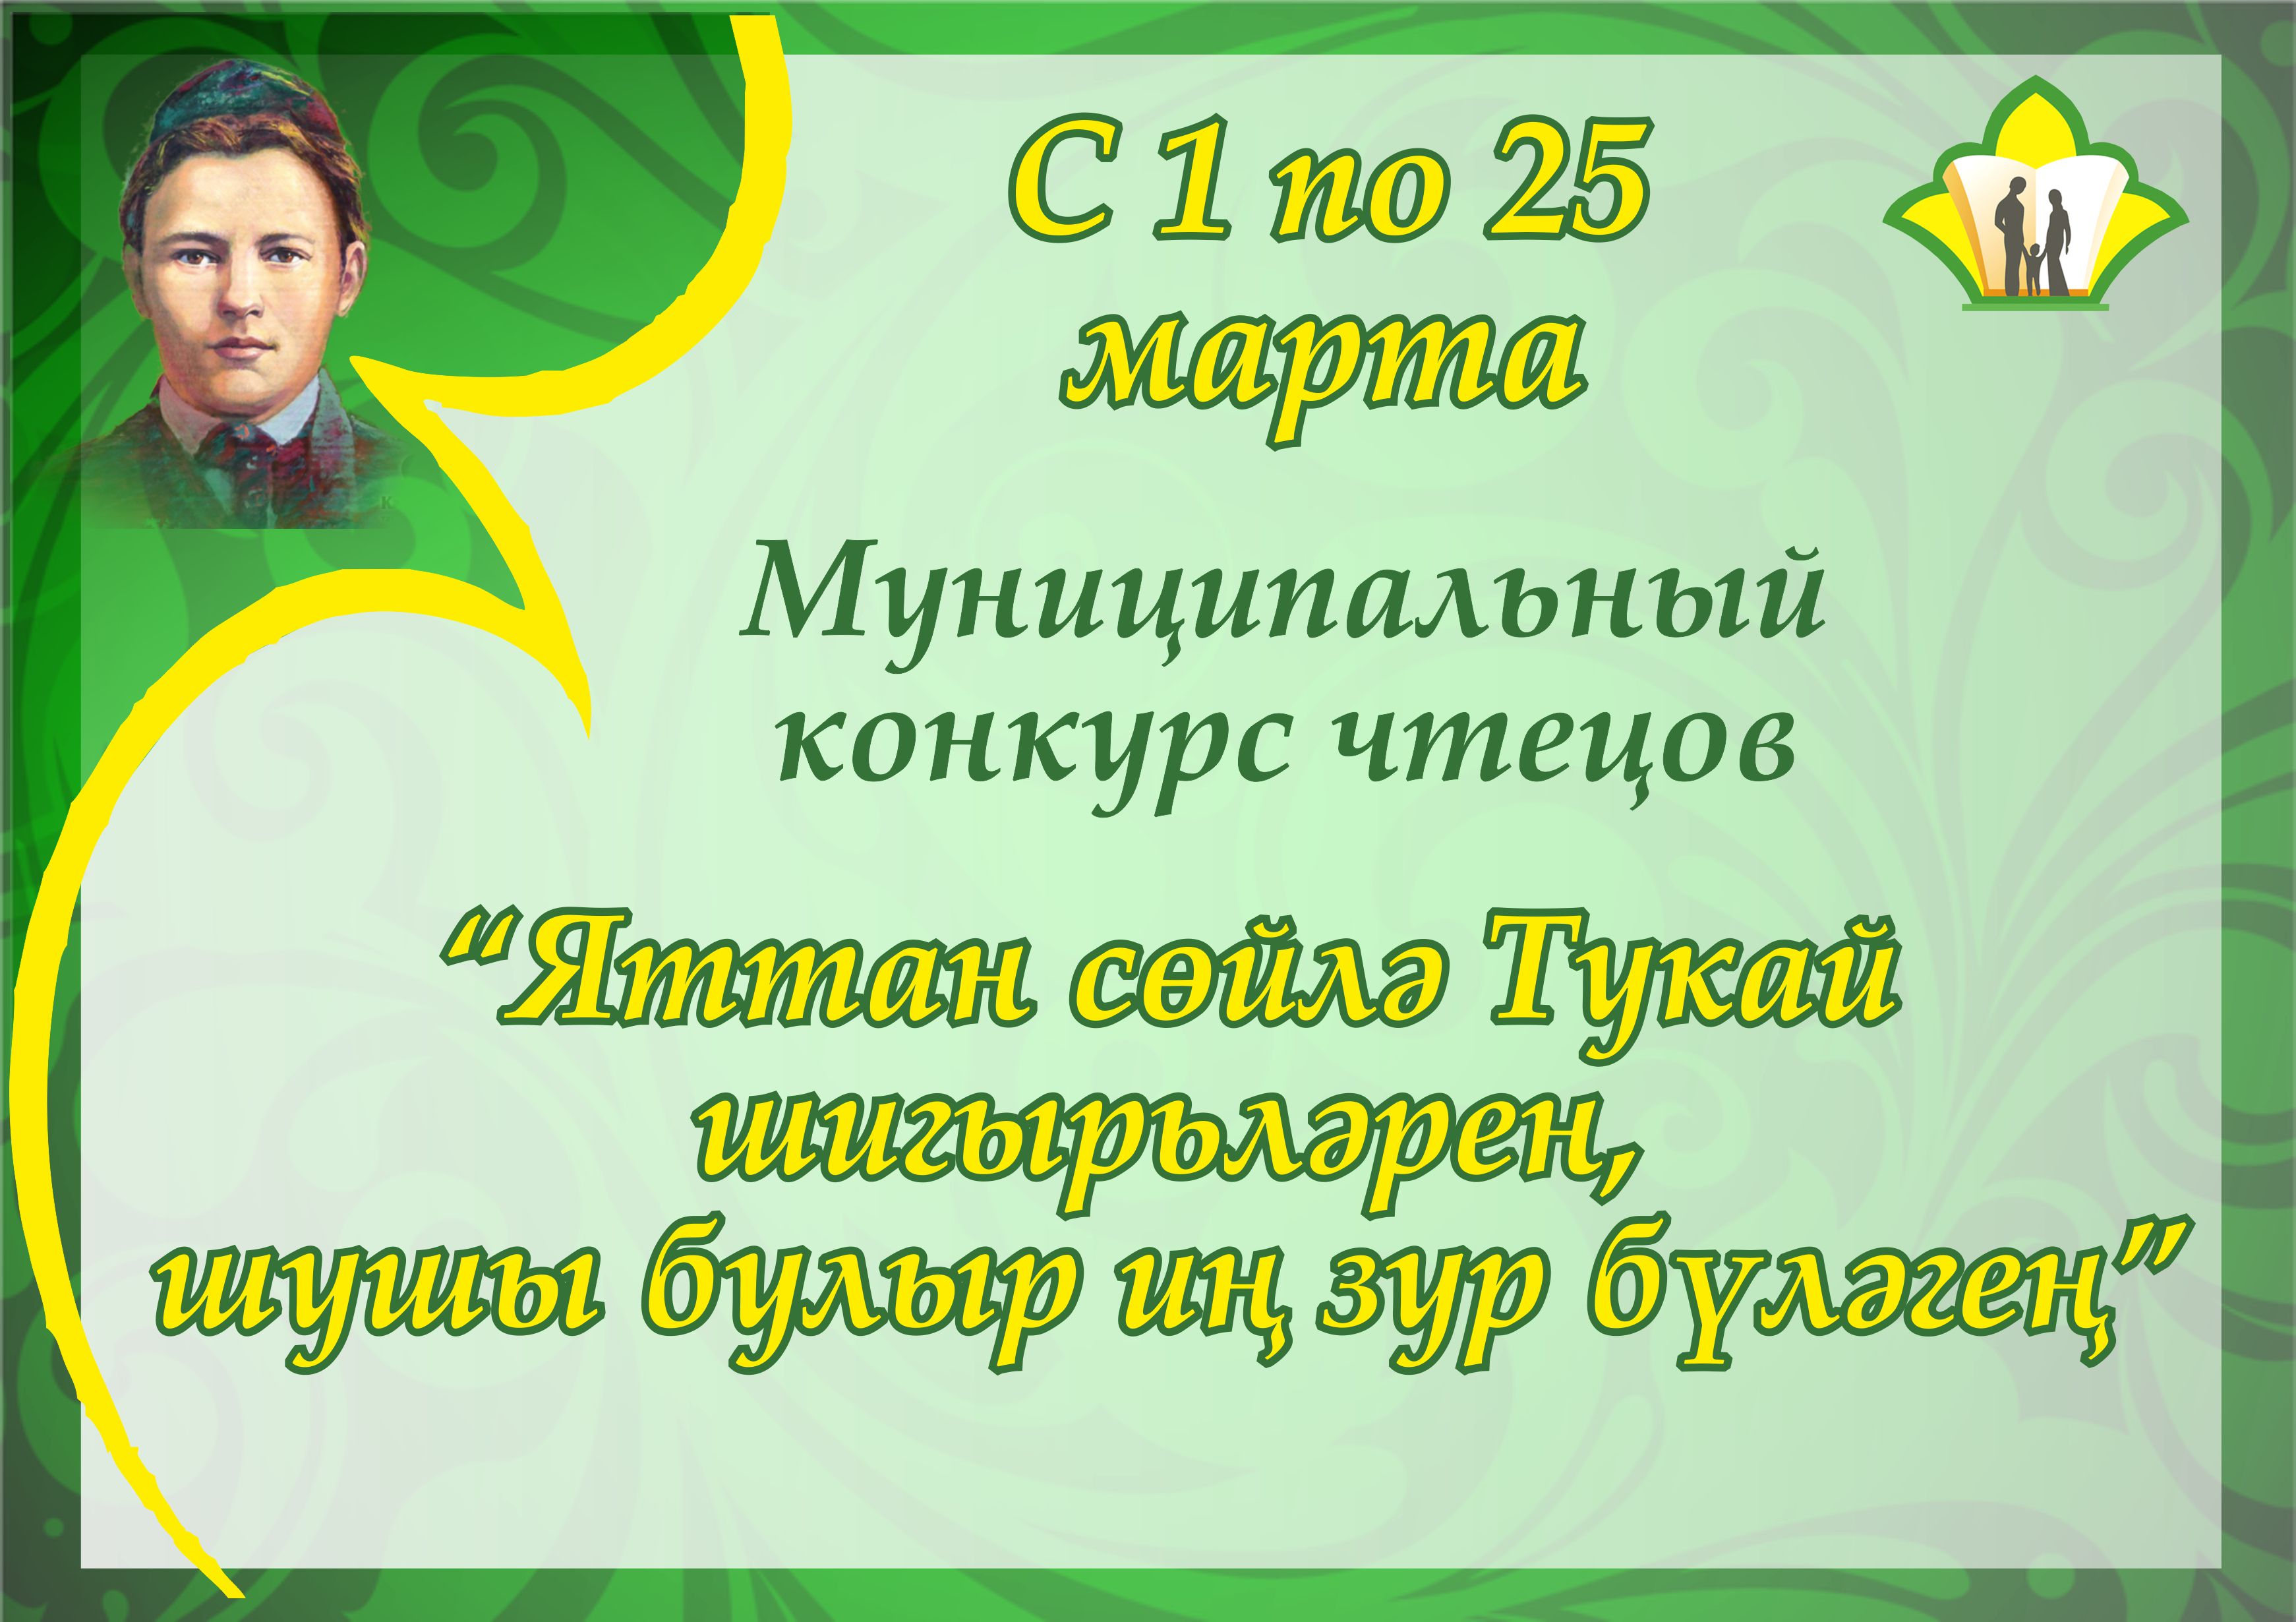 С 1 по 25
марта
Муниципальный
конкурс чтецов
“Яттан сөйлә Тукай
шигырьләрен,
шушы булыр иң зур бүләгең”